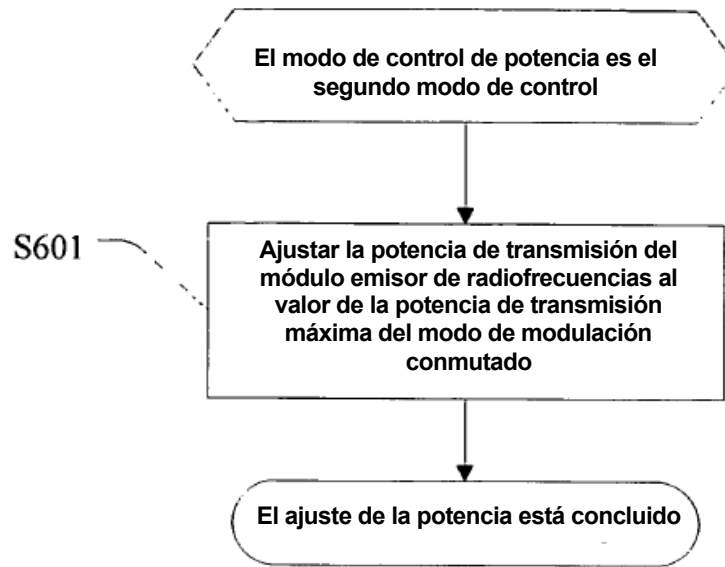 El modo de control de potencia es el
segundo modo de control
S601
Ajustar la potencia de transmisión del
módulo emisor de radiofrecuencias al
valor de la potencia de transmisión
máxima del modo de modulación
conmutado
El ajuste de la potencia está concluido